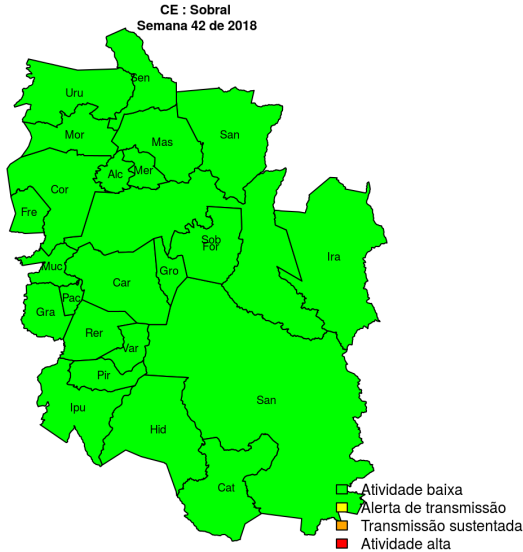 CE : Sobral
Semana 42 de 2018
Sen
Uru
Mor
Mas
San
Alc
Mer
Cor
Fre
Sob
For
Ira
Muc
Gro
Car
Pac
Gra
Rer
Var
Pir
San
Ipu
Hid
Cat
Atividade baixa
Alerta de transmissão
Transmissão sustentada
Atividade alta